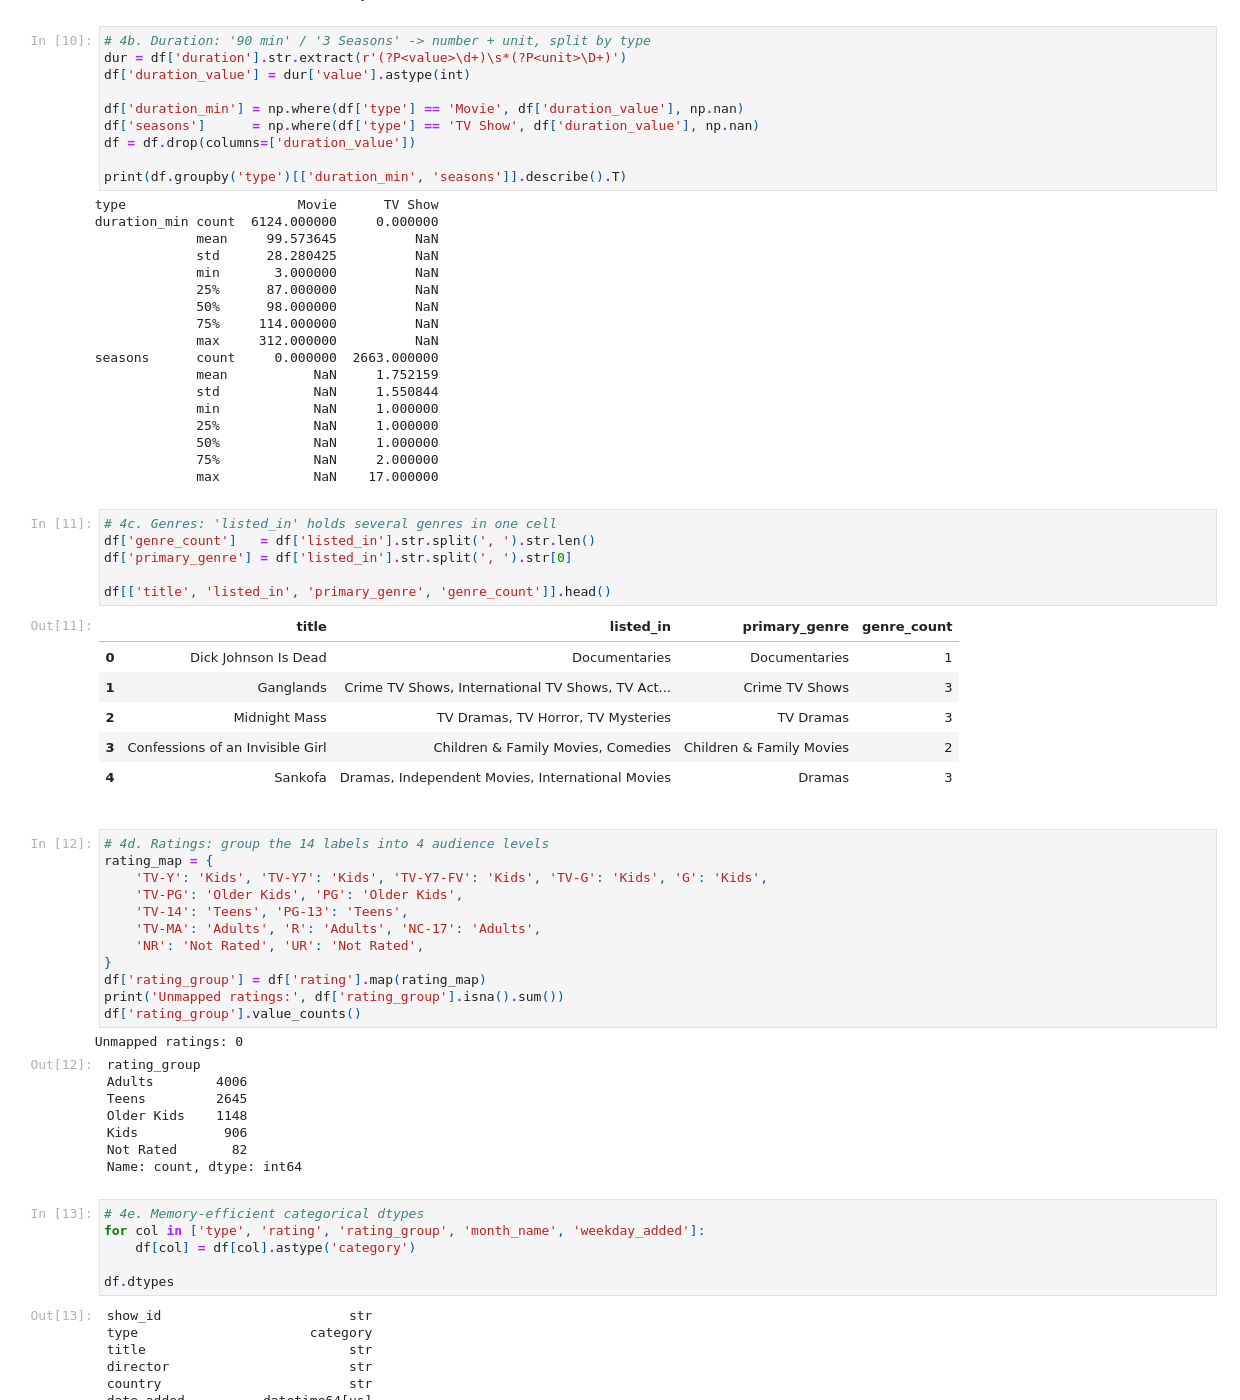 In [10]:
# 4b. Duration: '90 min' / '3 Seasons' -> number + unit, split by type
dur = df['duration'].str.extract(r'(?P<value>\d+)\s*(?P<unit>\D+)')
df['duration_value'] = dur['value'].astype(int)
df['duration_min'] = np.where(df['type'] == 'Movie', df['duration_value'], np.nan)
df['seasons']      = np.where(df['type'] == 'TV Show', df['duration_value'], np.nan)
df = df.drop(columns=['duration_value'])
print(df.groupby('type')[['duration_min', 'seasons']].describe().T)
type                      Movie      TV Show
duration_min count  6124.000000     0.000000
             mean     99.573645          NaN
             std      28.280425          NaN
             min       3.000000          NaN
             25%      87.000000          NaN
             50%      98.000000          NaN
             75%     114.000000          NaN
             max     312.000000          NaN
seasons      count     0.000000  2663.000000
             mean           NaN     1.752159
             std            NaN     1.550844
             min            NaN     1.000000
             25%            NaN     1.000000
             50%            NaN     1.000000
             75%            NaN     2.000000
             max            NaN    17.000000
In [11]:
# 4c. Genres: 'listed_in' holds several genres in one cell
df['genre_count']   = df['listed_in'].str.split(', ').str.len()
df['primary_genre'] = df['listed_in'].str.split(', ').str[0]
df[['title', 'listed_in', 'primary_genre', 'genre_count']].head()
Out[11]:
title listed_in primary_genre genre_count
0 Dick Johnson Is Dead Documentaries Documentaries 1
1 Ganglands Crime TV Shows, International TV Shows, TV Act... Crime TV Shows 3
2 Midnight Mass TV Dramas, TV Horror, TV Mysteries TV Dramas 3
3 Confessions of an Invisible Girl Children & Family Movies, Comedies Children & Family Movies 2
4 Sankofa Dramas, Independent Movies, International Movies Dramas 3
In [12]:
# 4d. Ratings: group the 14 labels into 4 audience levels
rating_map = {
    'TV-Y': 'Kids', 'TV-Y7': 'Kids', 'TV-Y7-FV': 'Kids', 'TV-G': 'Kids', 'G': 'Kids',
    'TV-PG': 'Older Kids', 'PG': 'Older Kids',
    'TV-14': 'Teens', 'PG-13': 'Teens',
    'TV-MA': 'Adults', 'R': 'Adults', 'NC-17': 'Adults',
    'NR': 'Not Rated', 'UR': 'Not Rated',
}
df['rating_group'] = df['rating'].map(rating_map)
print('Unmapped ratings:', df['rating_group'].isna().sum())
df['rating_group'].value_counts()
Unmapped ratings: 0
Out[12]:
rating_group
Adults        4006
Teens         2645
Older Kids    1148
Kids           906
Not Rated       82
Name: count, dtype: int64
In [13]:
# 4e. Memory-efficient categorical dtypes
for col in ['type', 'rating', 'rating_group', 'month_name', 'weekday_added']:
    df[col] = df[col].astype('category')
df.dtypes
Out[13]:
show_id                        str
type                      category
title                          str
director                       str
country                        str
date_added          datetime64[us]